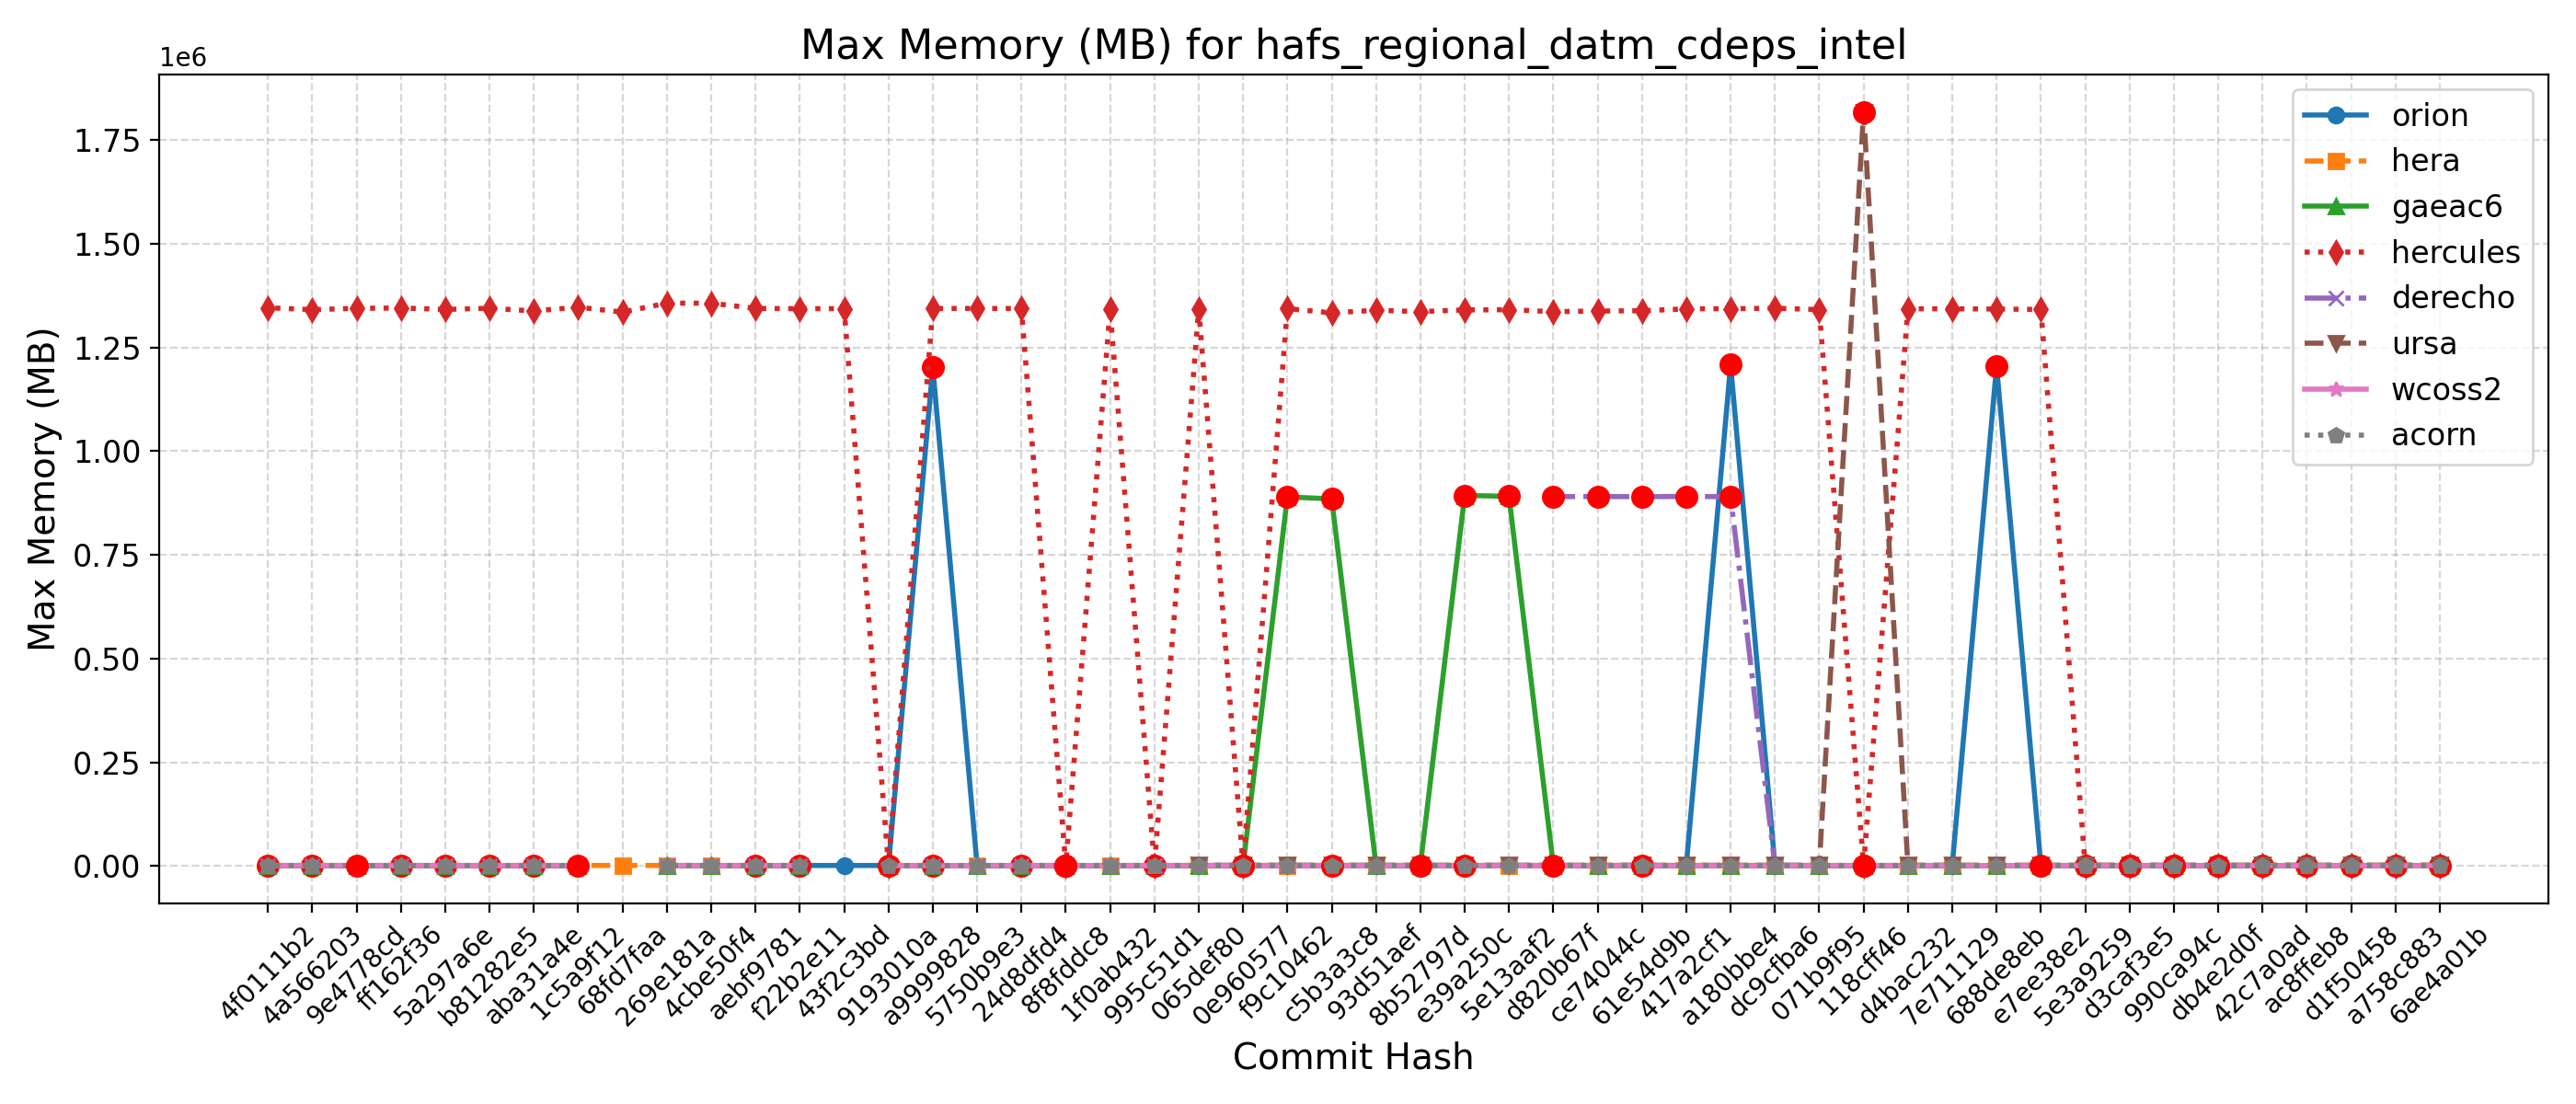 Max Memory (MB) for hafs_regional_datm_cdeps_intel
1e6
1.75
1.50
1.25
1.00
0.75
0.50
0.25
0.00
Max Memory (MB)
orion
hera
gaeac6
hercules
derecho
ursa
wcoss2
acorn
4f0111b2
4a566203
9e4778cd
ff162f36
5a297a6e
b81282e5
aba31a4e
1c5a9f12
68fd7faa
269e181a
4cbe50f4
aebf9781
f22b2e11
43f2c3bd
9193010a
a9999828
5750b9e3
24d8dfd4
8f8fddc8
1f0ab432
995c51d1
065def80
0e960577
f9c10462
c5b3a3c8
93d51aef
8b52797d
e39a250c
5e13aaf2
d820b67f
ce74044c
61e54d9b
417a2cf1
a180bbe4
dc9cfba6
071b9f95
118cff46
d4bac232
7e711129
688de8eb
e7ee38e2
5e3a9259
d3caf3e5
990ca94c
db4e2d0f
42c7a0ad
ac8ffeb8
d1f50458
a758c883
6ae4a01b
Commit Hash